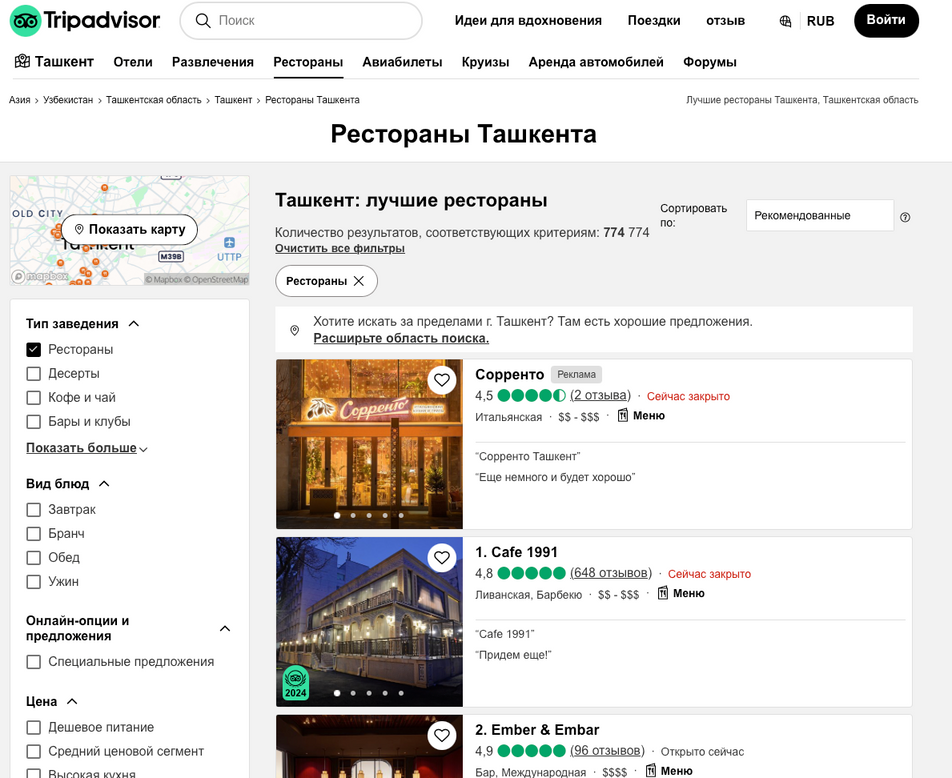 Tripadvisor
Поиск
Идеи для вдохновения Поездки отзыв RUB Войти
Ташкент Отели Развлечения Рестораны Авиабилеты Круизы Аренда автомобилей Форумы
Азия › Узбекистан › Ташкентская область › Ташкент › Рестораны Ташкента
Лучшие рестораны Ташкента, Ташкентская область
Рестораны Ташкента
OLD CITY
Показать карту
M39B
UTTP
mapbox
© Mapbox © OpenStreetMap
Тип заведения
Рестораны
Десерты
Кофе и чай
Бары и клубы
Показать больше
Вид блюд
Завтрак
Бранч
Обед
Ужин
Онлайн-опции и
предложения
Специальные предложения
Цена
Дешевое питание
Средний ценовой сегмент
Высокая кухня
Ташкент: лучшие рестораны
Количество результатов, соответствующих критериям: 774 774
Очистить все фильтры
Сортировать
по:
Рекомендованные
Рестораны
Хотите искать за пределами г. Ташкент? Там есть хорошие предложения.
Расширьте область поиска.
Сорренто
Сорренто Реклама
4,5 (2 отзыва) · Сейчас закрыто
Итальянская · $$ - $$$ · Меню
“Сорренто Ташкент”
“Еще немного и будет хорошо”
2024
1. Cafe 1991
4,8 (648 отзывов) · Сейчас закрыто
Ливанская, Барбекю · $$ - $$$ · Меню
“Cafe 1991”
“Придем еще!”
2. Ember & Embar
4,9 (96 отзывов) · Открыто сейчас
Бар, Международная · $$$$ · Меню